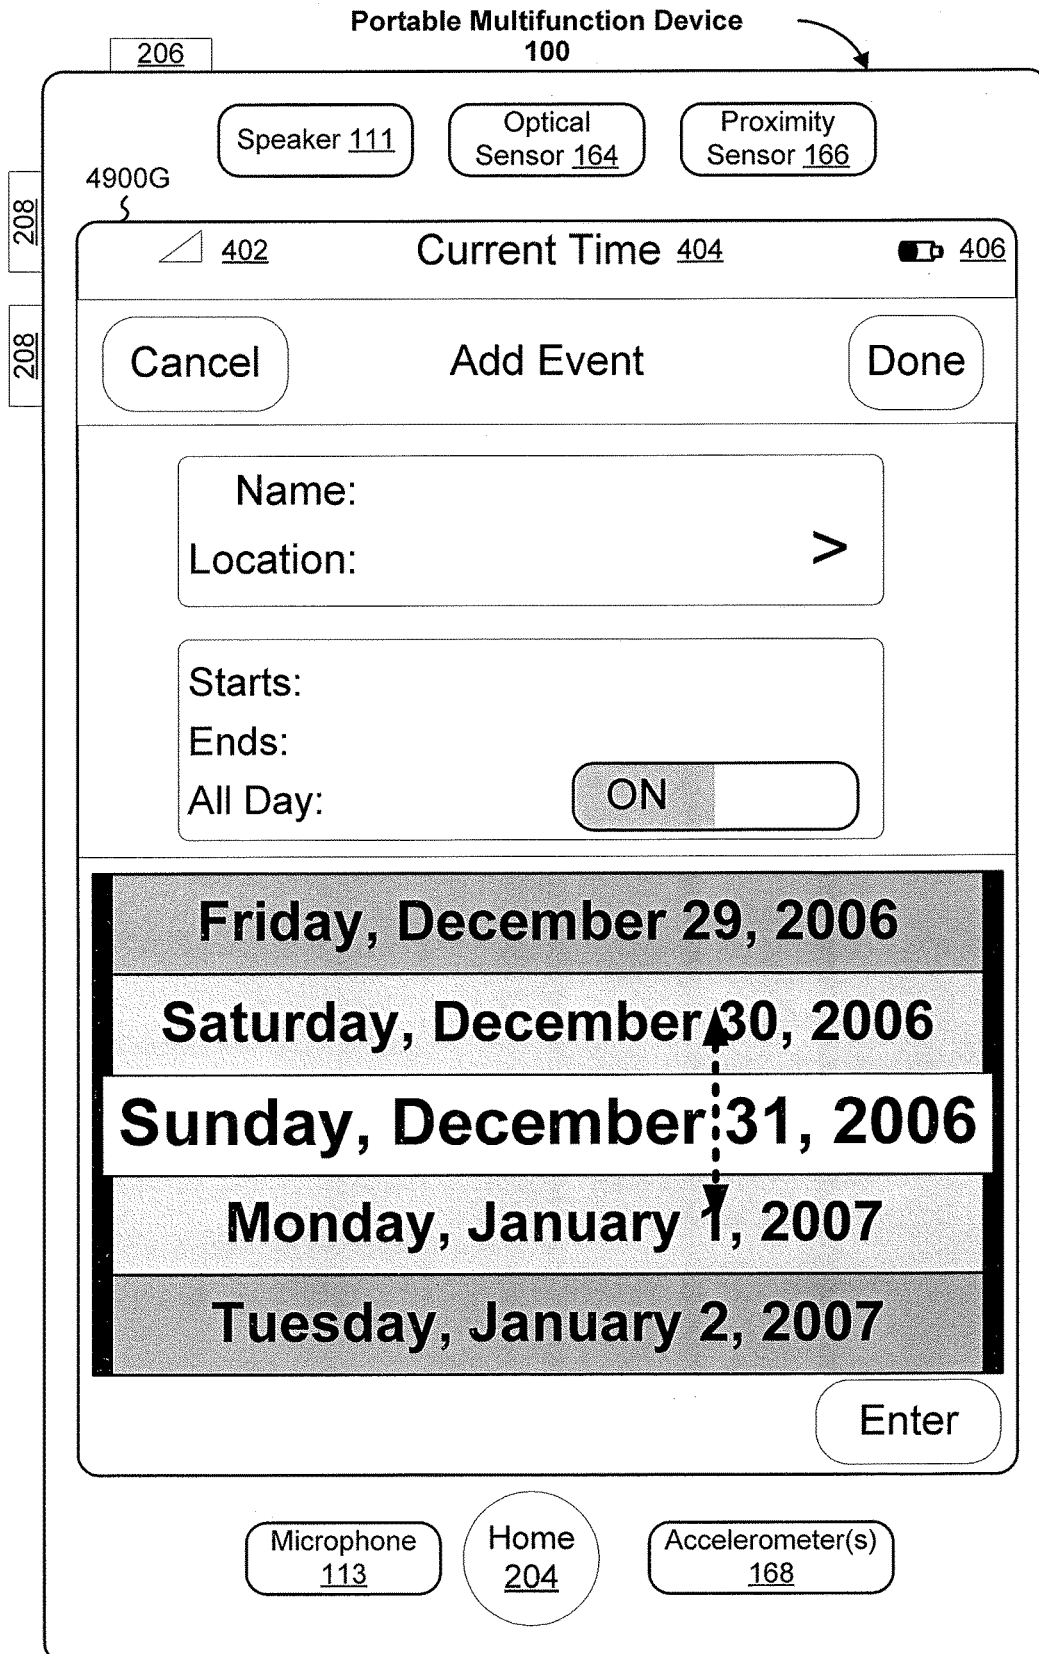 Portable Multifunction Device
100
206
Speaker 111
Optical
Sensor 164
Proximity
Sensor 166
4900G
208
208
402
Current Time 404
406
Cancel
Add Event
Done
Name:
Location:
>
Starts:
Ends:
All Day:
ON
Friday, December 29, 2006
Saturday, December 30, 2006
Sunday, December 31, 2006
Monday, January 1, 2007
Tuesday, January 2, 2007
Enter
Microphone
113
Home
204
Accelerometer(s)
168